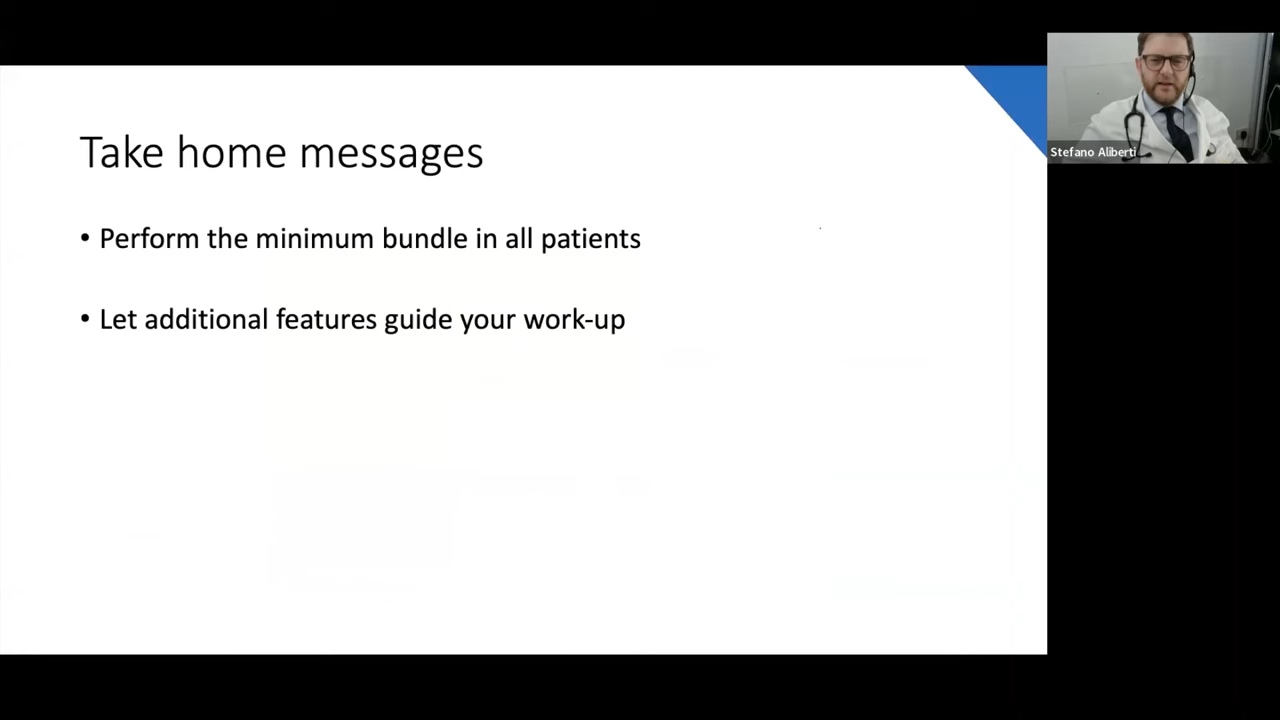 Take home messages
• Perform the minimum bundle in all patients
• Let additional features guide your work-up
Stefano Aliberti